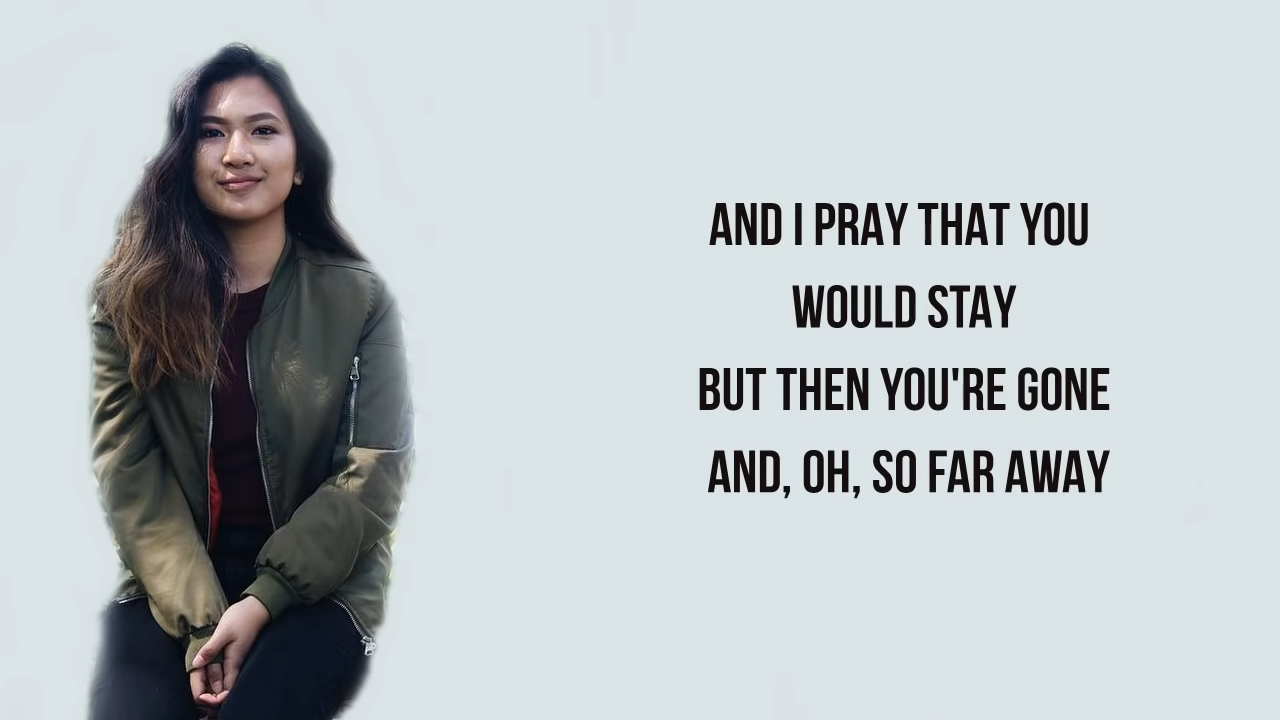 AND I PRAY THAT YOU
WOULD STAY
BUT THEN YOU'RE GONE
AND, OH, SO FAR AWAY